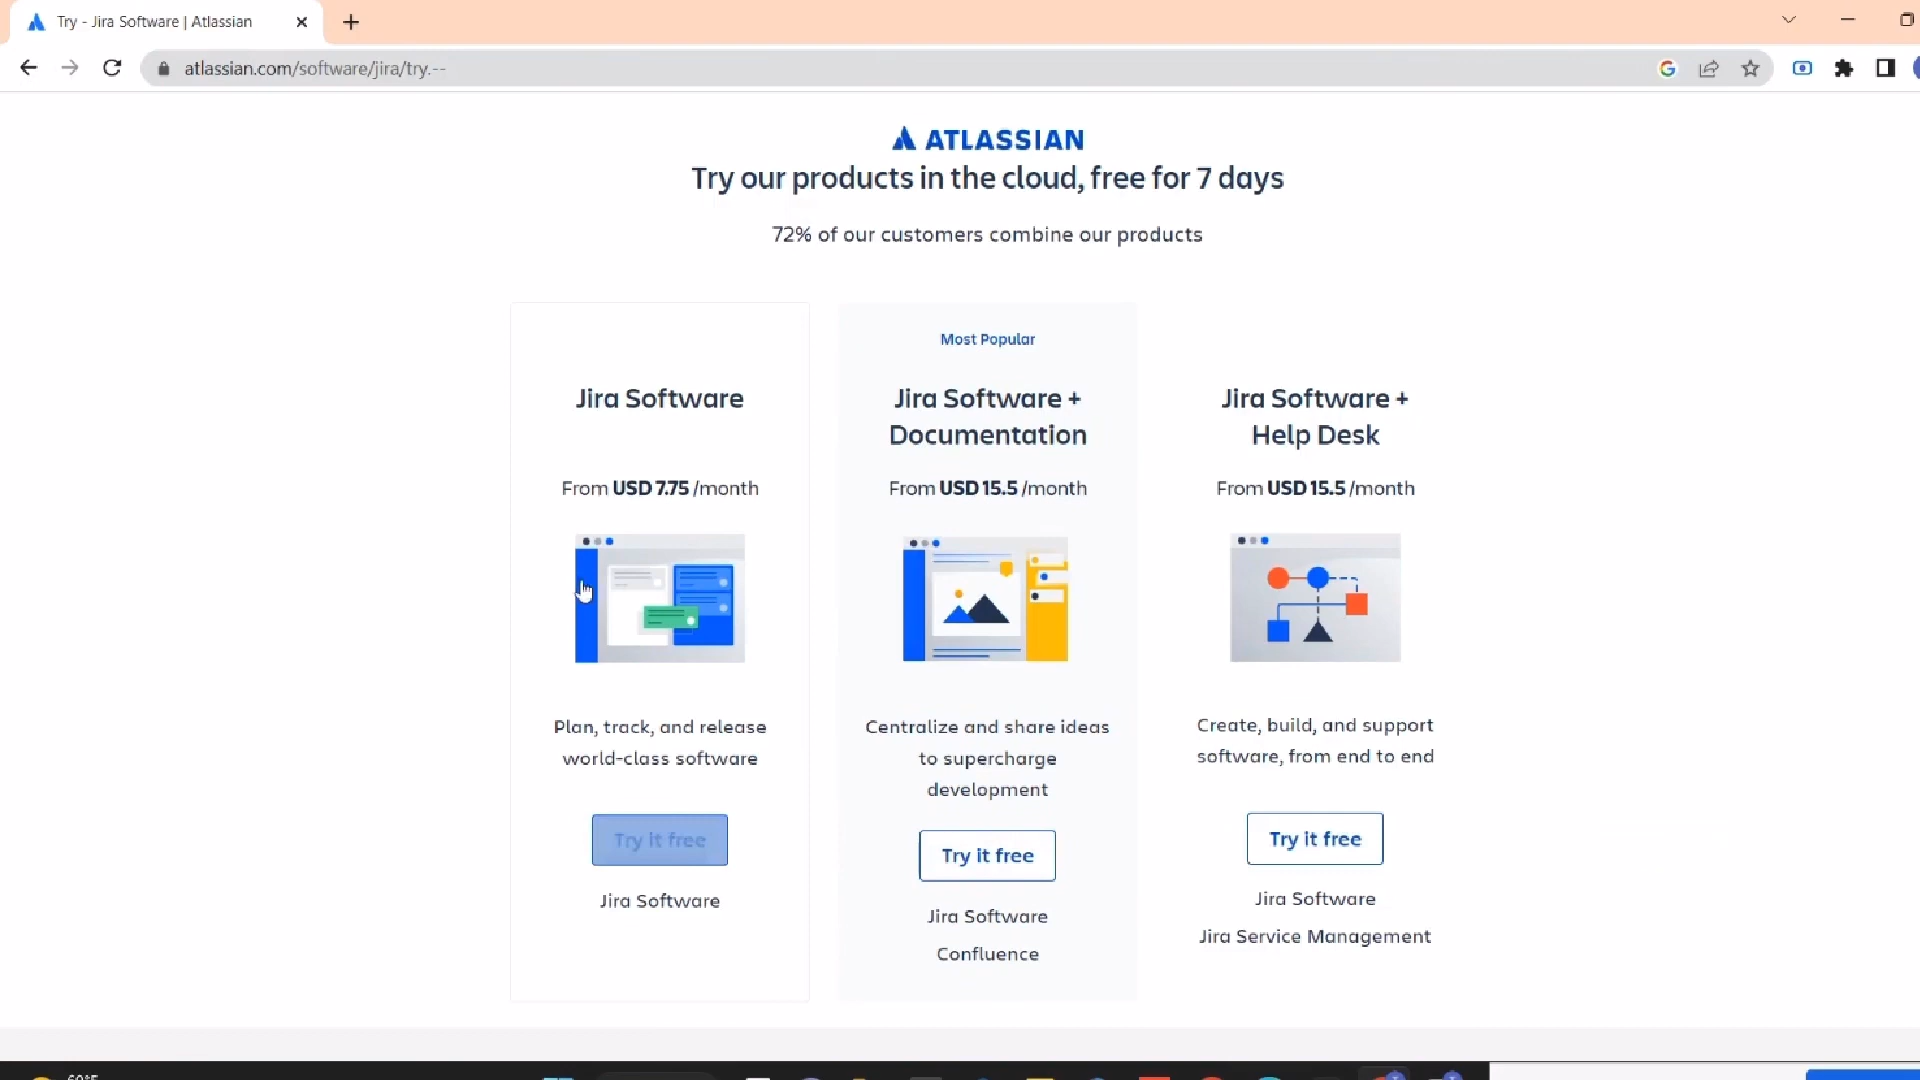 Try - Jira Software | Atlassian
atlassian.com/software/jira/try.--
ATLASSIAN
Try our products in the cloud, free for 7 days
72% of our customers combine our products
Jira Software
From USD 7.75 /month
Plan, track, and release
world-class software
Try it free
Jira Software
Most Popular
Jira Software +
Documentation
From USD 15.5 /month
Centralize and share ideas
to supercharge
development
Try it free
Jira Software
Confluence
Jira Software +
Help Desk
From USD 15.5 /month
Create, build, and support
software, from end to end
Try it free
Jira Software
Jira Service Management